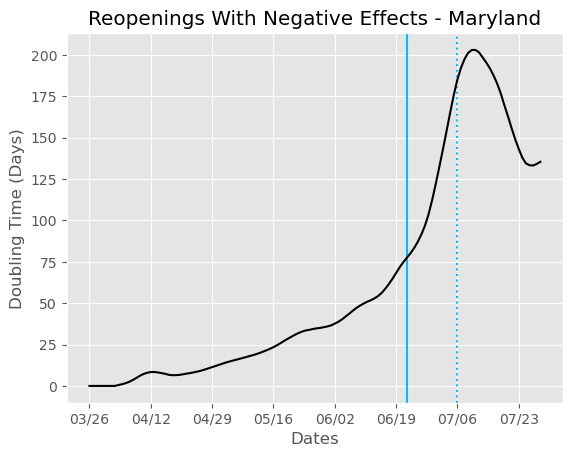 Reopenings With Negative Effects - Maryland
Doubling Time (Days)
200
175
150
125
100
75
50
25
0
03/26 04/12 04/29 05/16 06/02 06/19 07/06 07/23
Dates